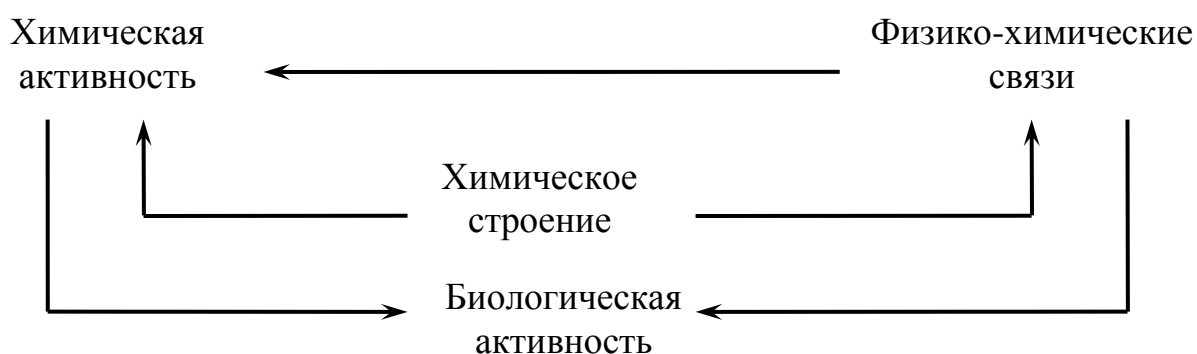 Химическая
активность
Физико-химические
связи
Химическое
строение
Биологическая
активность